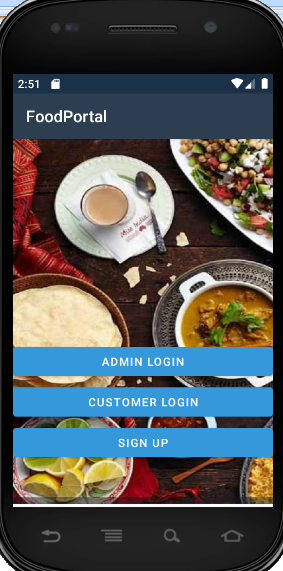 2:51
FoodPortal
ADMIN LOGIN
CUSTOMER LOGIN
SIGN UP